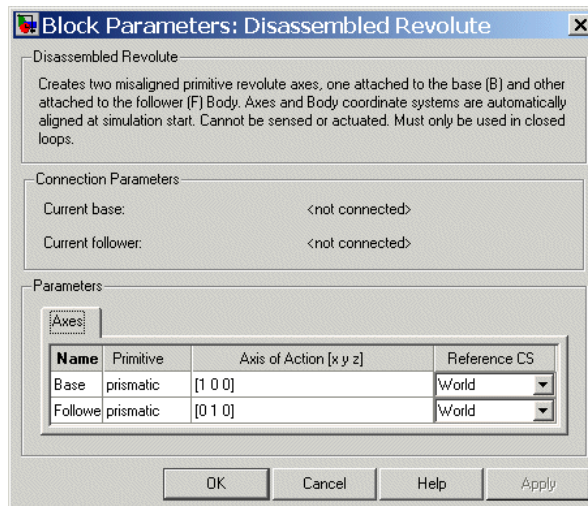 Block Parameters: Disassembled Revolute
Disassembled Revolute
Creates two misaligned primitive revolute axes, one attached to the base (B) and other
attached to the follower (F) Body. Axes and Body coordinate systems are automatically
aligned at simulation start. Cannot be sensed or actuated. Must only be used in closed
loops.
Connection Parameters
Current base: <not connected>
Current follower: <not connected>
Parameters
Axes
Name Primitive Axis of Action [x y z] Reference CS
Base prismatic [1 0 0] World
Followe prismatic [0 1 0] World
OK Cancel Help Apply